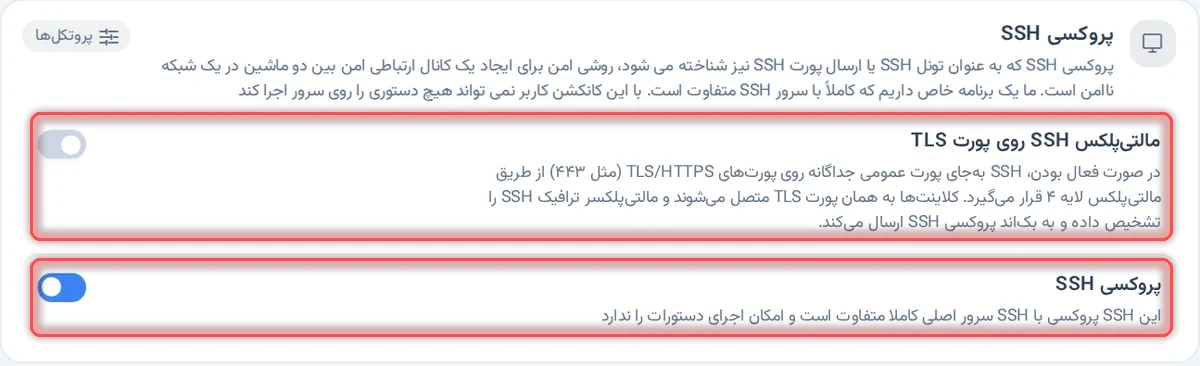 پروکسی SSH
پروتکل‌ها
پروکسی SSH که به عنوان تونل SSH یا ارسال پورت SSH نیز شناخته می شود، روشی امن برای ایجاد یک کانال ارتباطی امن بین دو ماشین در یک شبکه
ناامن است. ما یک برنامه خاص داریم که کاملاً با سرور SSH متفاوت است. با این کانکشن کاربر نمی تواند هیچ دستوری را روی سرور اجرا کند
مالتی‌پلکس SSH روی پورت TLS
در صورت فعال بودن، SSH به‌جای پورت عمومی جداگانه روی پورت‌های TLS/HTTPS (مثل ۴۴۳) از طریق
مالتی‌پلکس لایه ۴ قرار می‌گیرد. کلاینت‌ها به همان پورت TLS متصل می‌شوند و مالتی‌پلکسر ترافیک SSH را
تشخیص داده و به بک‌اند پروکسی SSH ارسال می‌کند.
پروکسی SSH
این SSH پروکسی با SSH سرور اصلی کاملا متفاوت است و امکان اجرای دستورات را ندارد